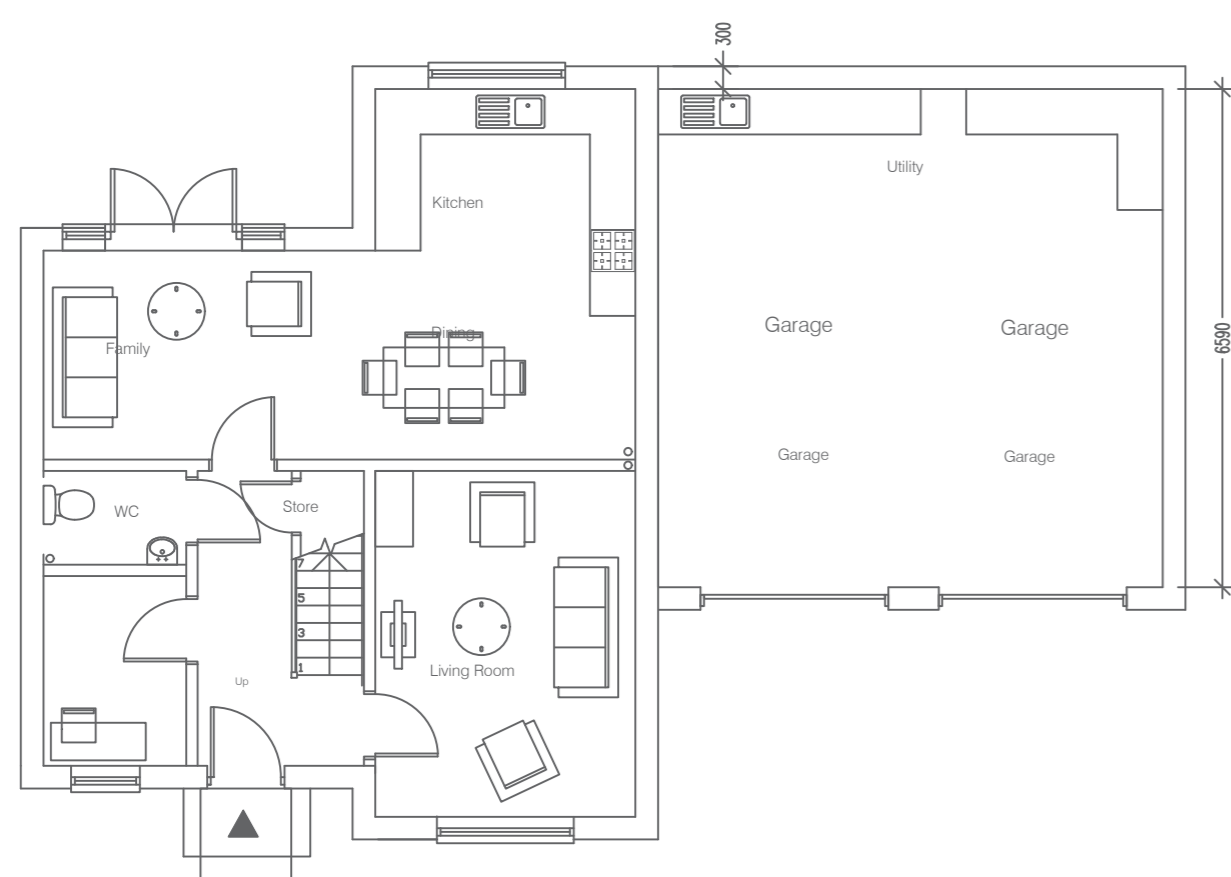 300
Utility
Kitchen
6590
Garage
Garage
Dining
Family
Garage
Garage
Store
WC
7
5
3
1
Living Room
Up